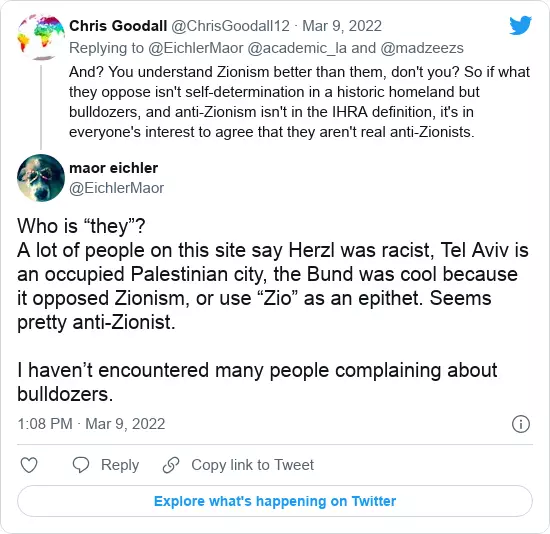 Chris Goodall @ChrisGoodall12 · Mar 9, 2022
Replying to @EichlerMaor @academic_la and @madzeezs
And? You understand Zionism better than them, don't you? So if what
they oppose isn't self-determination in a historic homeland but
bulldozers, and anti-Zionism isn't in the IHRA definition, it's in
everyone's interest to agree that they aren't real anti-Zionists.
maor eichler
@EichlerMaor
Who is “they”?
A lot of people on this site say Herzl was racist, Tel Aviv is
an occupied Palestinian city, the Bund was cool because
it opposed Zionism, or use “Zio” as an epithet. Seems
pretty anti-Zionist.
I haven’t encountered many people complaining about
bulldozers.
1:08 PM · Mar 9, 2022
Reply Copy link to Tweet
Explore what's happening on Twitter